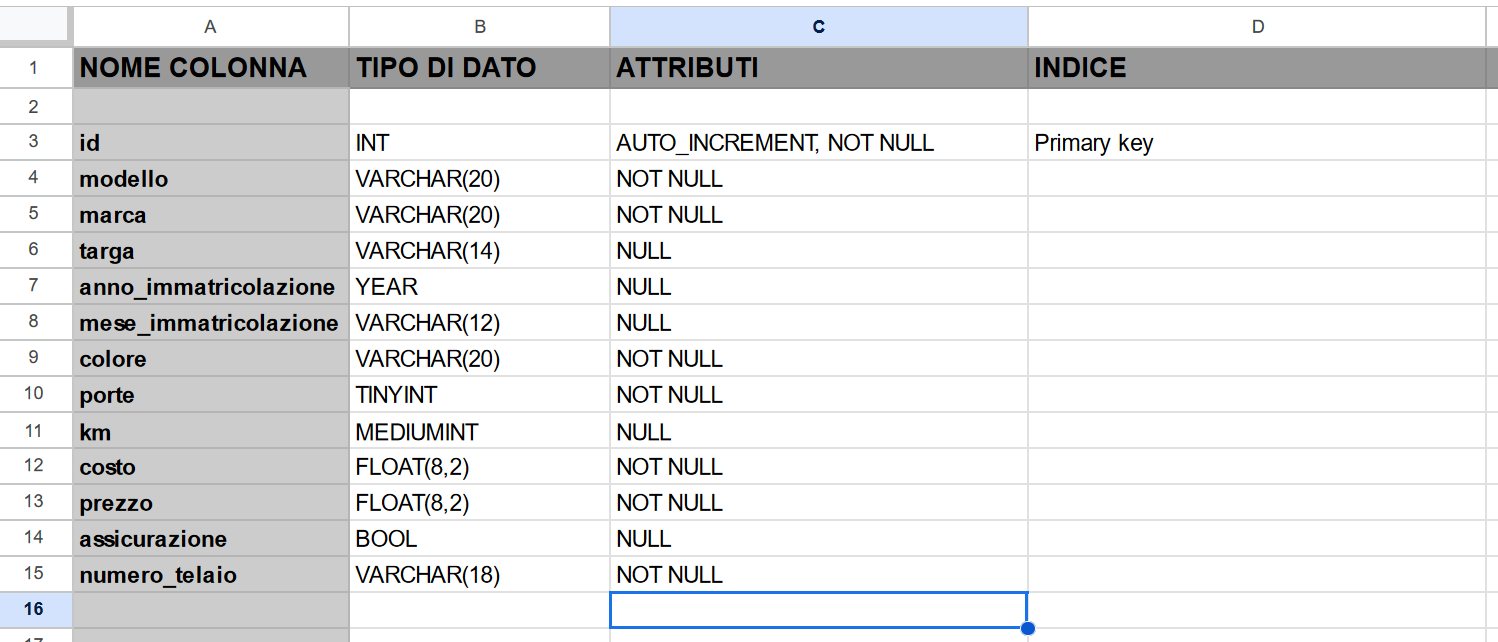 A B C D
1 NOME COLONNA TIPO DI DATO ATTRIBUTI INDICE
2
3 id INT AUTO_INCREMENT, NOT NULL Primary key
4 modello VARCHAR(20) NOT NULL
5 marca VARCHAR(20) NOT NULL
6 targa VARCHAR(14) NULL
7 anno_immatricolazione YEAR NULL
8 mese_immatricolazione VARCHAR(12) NULL
9 colore VARCHAR(20) NOT NULL
10 porte TINYINT NOT NULL
11 km MEDIUMINT NULL
12 costo FLOAT(8,2) NOT NULL
13 prezzo FLOAT(8,2) NOT NULL
14 assicurazione BOOL NULL
15 numero_telaio VARCHAR(18) NOT NULL
16